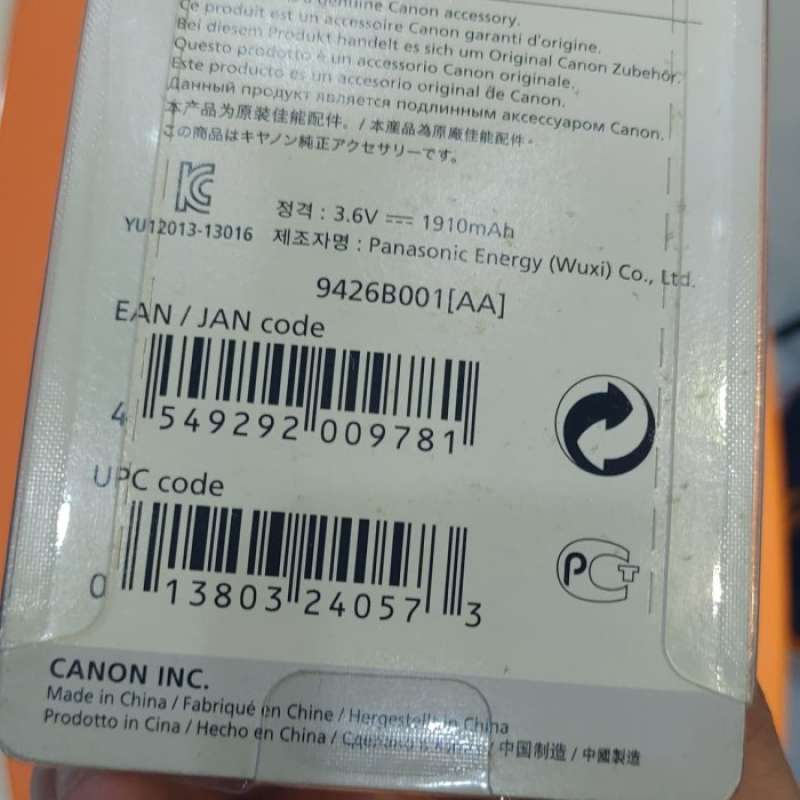 genuine Canon accessory.
Ce produit est un accessoire Canon garanti d'origine.
Bei diesem Produkt handelt es sich um Original Canon Zubehör.
Questo prodotto è un accessorio Canon originale.
Este producto es un accesorio original de Canon.
Данный продукт является подлинным аксессуаром Canon.
本产品为原装佳能配件。/ 本產品為原廠佳能配件。
この商品はキヤノン純正アクセサリーです。
정격 : 3.6V ⎓ 1910mAh
YU12013-13016 제조자명 : Panasonic Energy (Wuxi) Co., Ltd.
9426B001[AA]
EAN / JAN code
4 549292 009781
UPC code
0 13803 24057 3
РСТ
CANON INC.
Made in China / Fabriqué en Chine / Hergestellt in China
Prodotto in Cina / Hecho en China / Сделано в Китае / 中国制造 / 中國製造